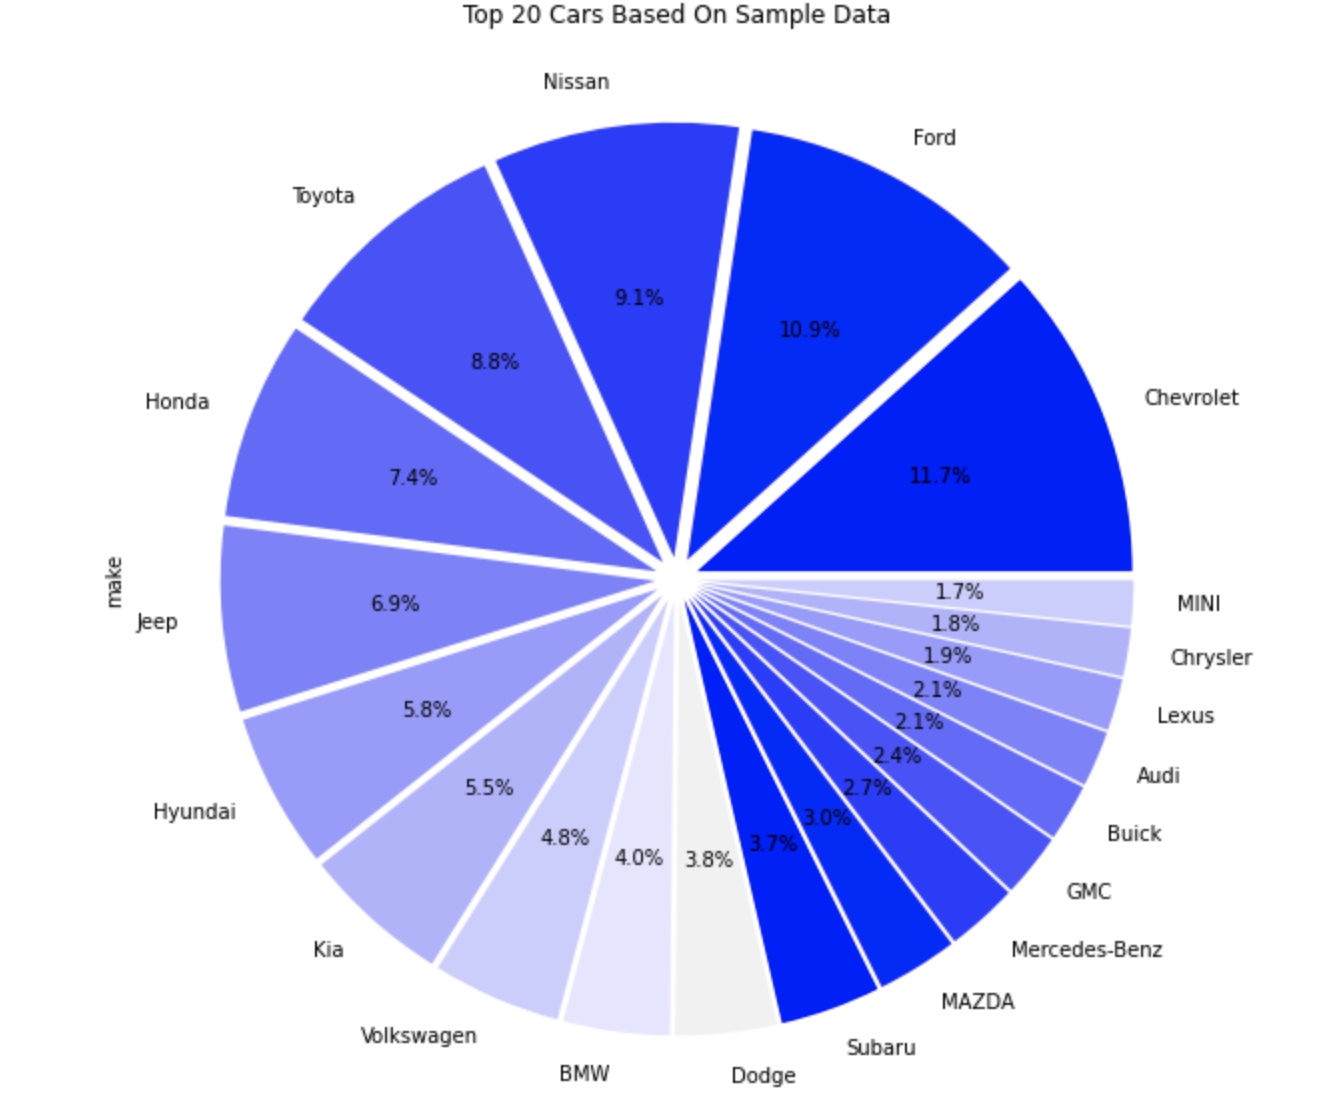 Top 20 Cars Based On Sample Data
Nissan
Ford
Toyota
9.1%
10.9%
8.8%
Honda
Chevrolet
7.4%
11.7%
make
Jeep
6.9%
1.7%
MINI
1.8%
Chrysler
1.9%
Lexus
2.1%
Audi
2.1%
Buick
2.4%
GMC
2.7%
Mercedes-Benz
3.0%
MAZDA
3.7%
Subaru
3.8%
Dodge
4.0%
BMW
4.8%
Volkswagen
5.5%
Kia
5.8%
Hyundai